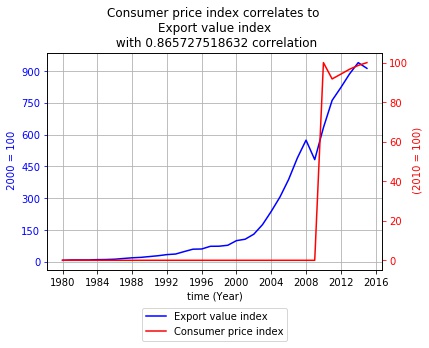 Consumer price index correlates to
Export value index
with 0.865727518632 correlation
900
750
600
450
300
150
0
2000 = 100
100
80
60
40
20
0
(2010 = 100)
1980 1984 1988 1992 1996 2000 2004 2008 2012 2016
time (Year)
Export value index
Consumer price index